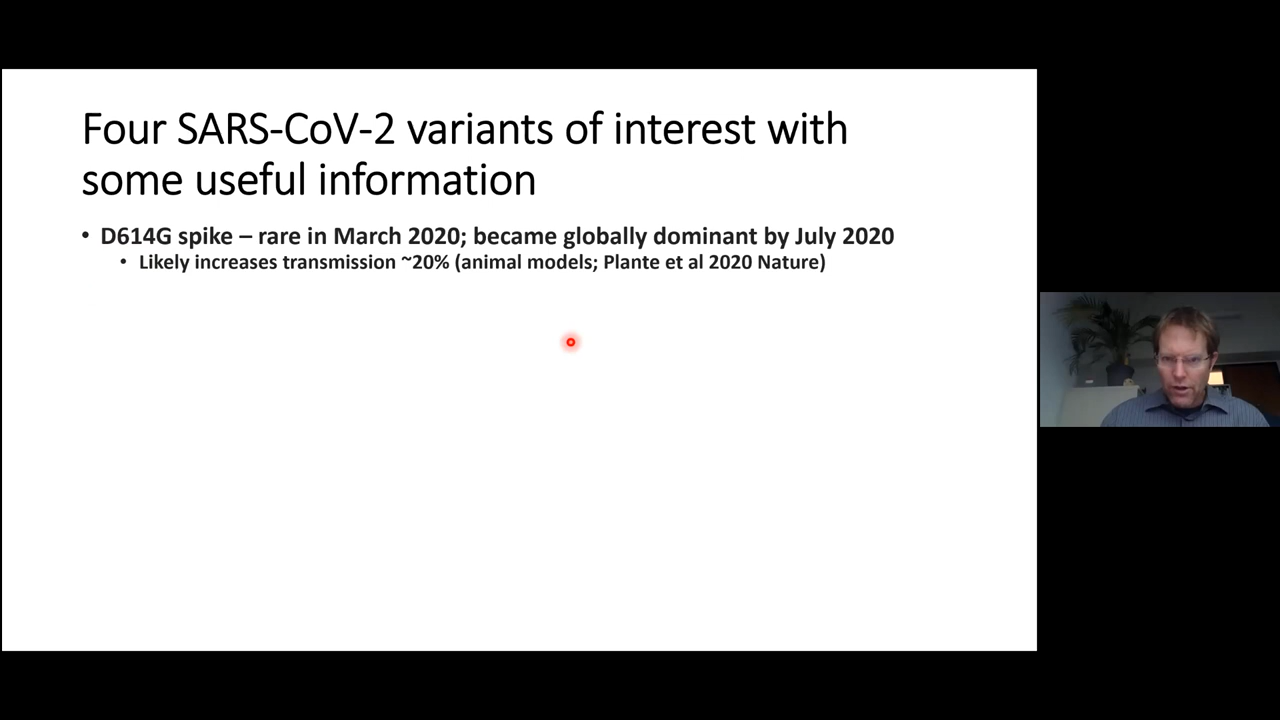 Four SARS-CoV-2 variants of interest with
some useful information
• D614G spike – rare in March 2020; became globally dominant by July 2020
• Likely increases transmission ~20% (animal models; Plante et al 2020 Nature)